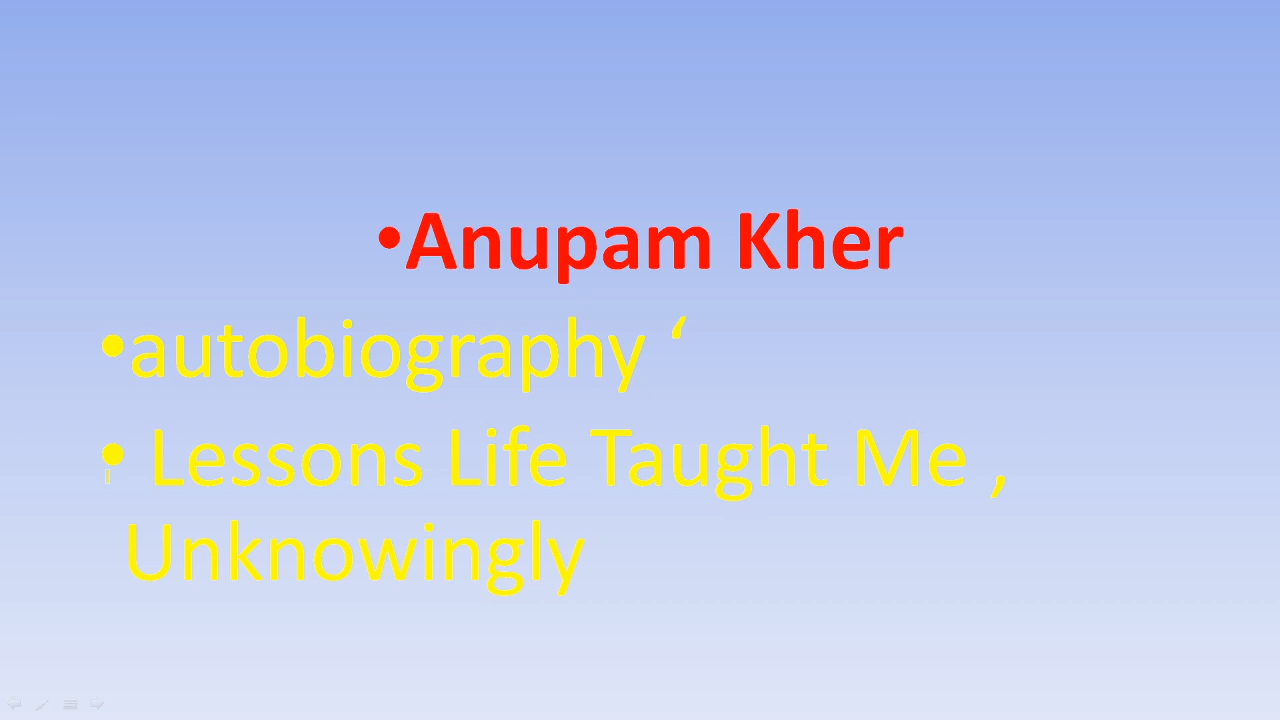 •Anupam Kher
•autobiography ‘
• Lessons Life Taught Me ,
Unknowingly